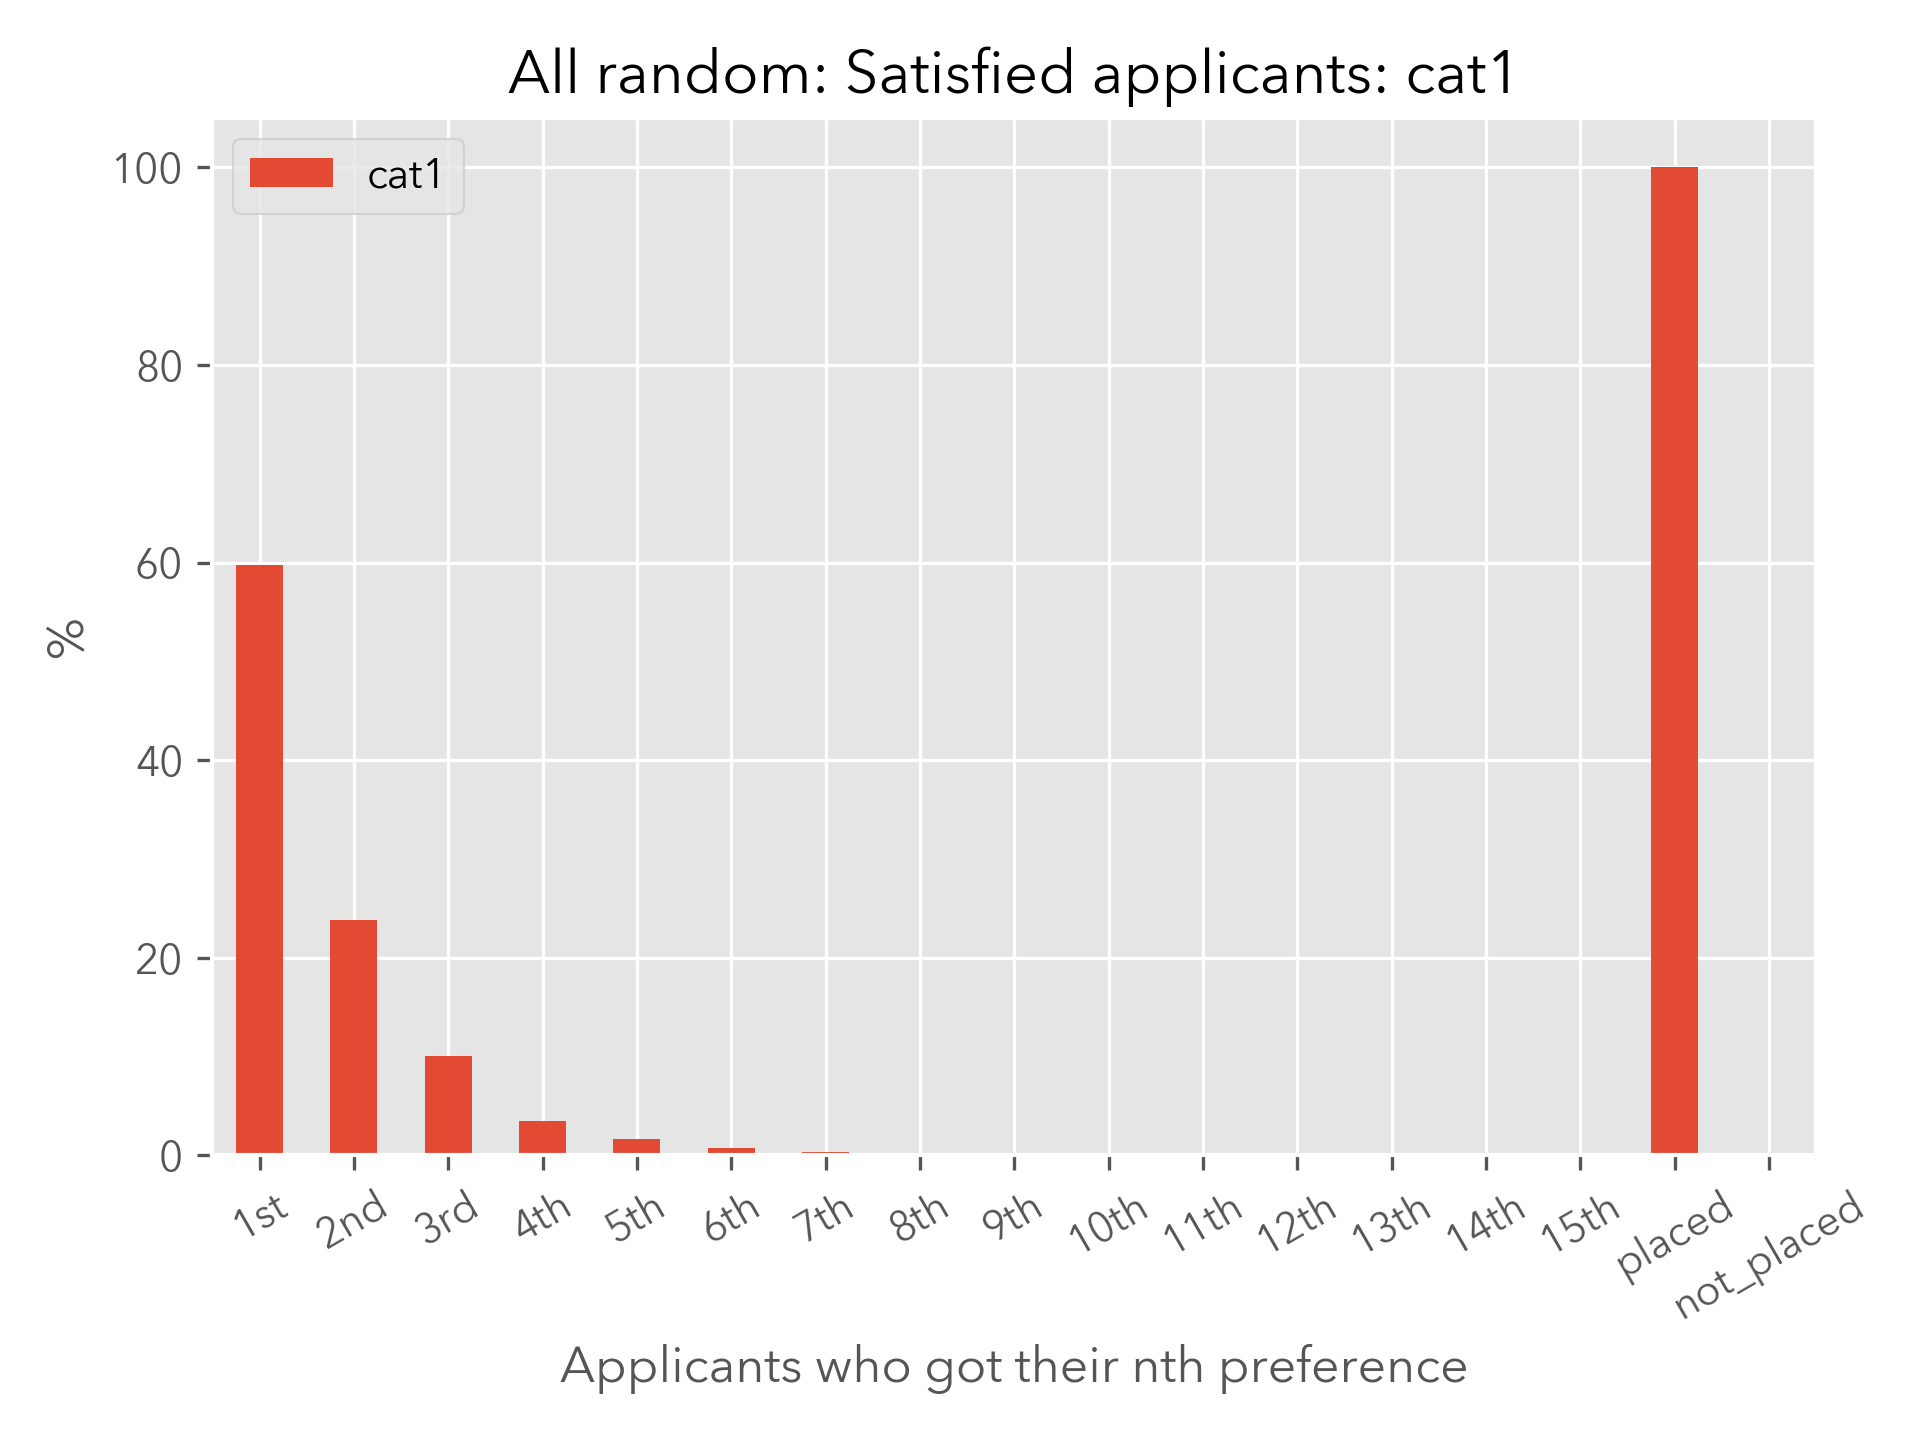 All random: Satisfied applicants: cat1
cat1
100
80
60
40
20
0
%
1st
2nd
3rd
4th
5th
6th
7th
8th
9th
10th
11th
12th
13th
14th
15th
placed
not_placed
Applicants who got their nth preference